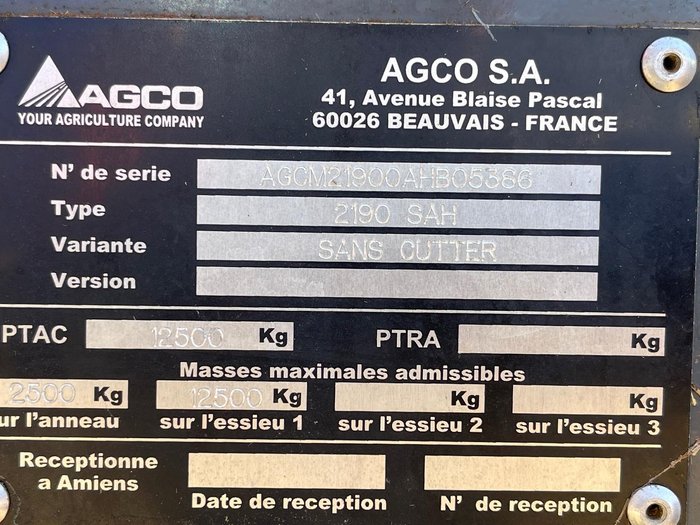 AGCO
YOUR AGRICULTURE COMPANY
AGCO S.A.
41, Avenue Blaise Pascal
60026 BEAUVAIS - FRANCE
N' de serie AGCM21900AHB05386
Type 2190 SAH
Variante SANS CUTTER
Version
PTAC 12500 Kg PTRA Kg
Masses maximales admissibles
2500 Kg 12500 Kg Kg Kg
ur l'anneau sur l'essieu 1 sur l'essieu 2 sur l'essieu 3
Receptionne
a Amiens
Date de reception N' de reception